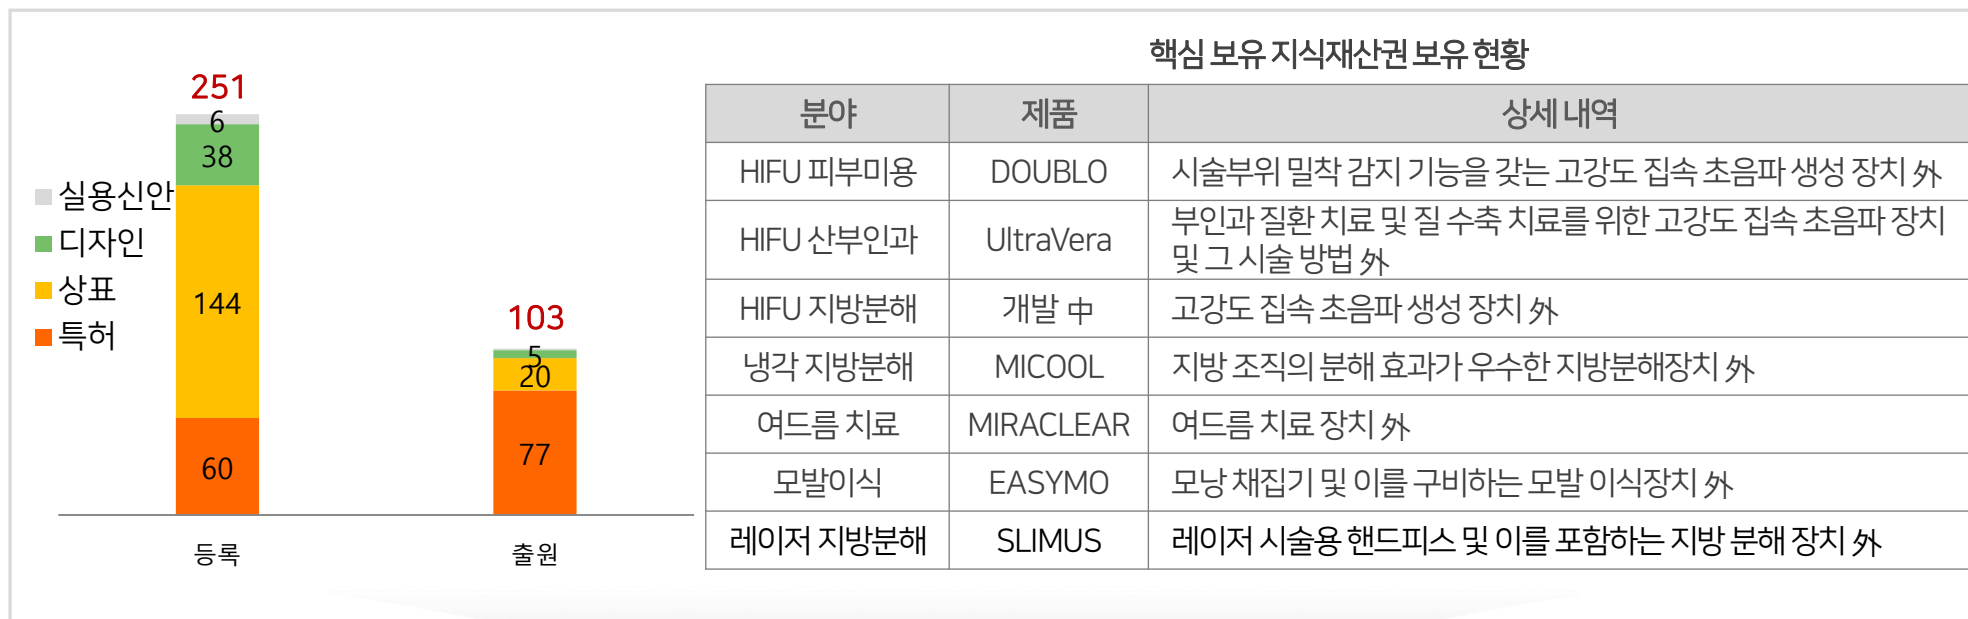 251
6
38
144
60
실용신안
디자인
상표
특허
103
5
20
77
등록
출원
핵심 보유 지식재산권 보유 현황
분야 제품 상세 내역
HIFU 피부미용 DOUBLO 시술부위 밀착 감지 기능을 갖는 고강도 집속 초음파 생성 장치 外
HIFU 산부인과 UltraVera 부인과 질환 치료 및 질 수축 치료를 위한 고강도 집속 초음파 장치
및 그 시술 방법 外
HIFU 지방분해 개발 中 고강도 집속 초음파 생성 장치 外
냉각 지방분해 MICOOL 지방 조직의 분해 효과가 우수한 지방분해장치 外
여드름 치료 MIRACLEAR 여드름 치료 장치 外
모발이식 EASYMO 모낭 채집기 및 이를 구비하는 모발 이식장치 外
레이저 지방분해 SLIMUS 레이저 시술용 핸드피스 및 이를 포함하는 지방 분해 장치 外